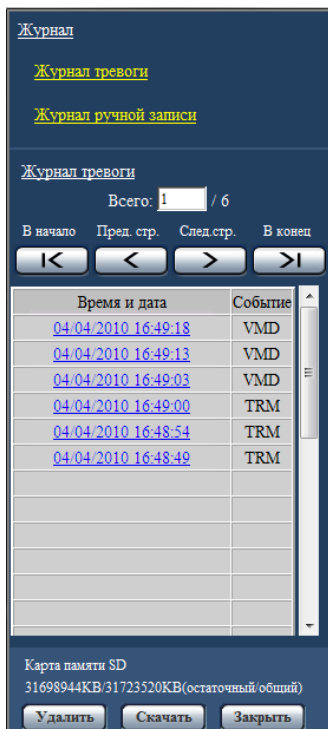 Журнал
Журнал тревоги
Журнал ручной записи
Журнал тревоги
Всего: 1 / 6
В начало Пред. стр. След.стр. В конец
Время и дата Событие
04/04/2010 16:49:18 VMD
04/04/2010 16:49:13 VMD
04/04/2010 16:49:03 VMD
04/04/2010 16:49:00 TRM
04/04/2010 16:48:54 TRM
04/04/2010 16:48:49 TRM
Карта памяти SD
31698944KB/31723520KB(остаточный/общий)
Удалить Скачать Закрыть